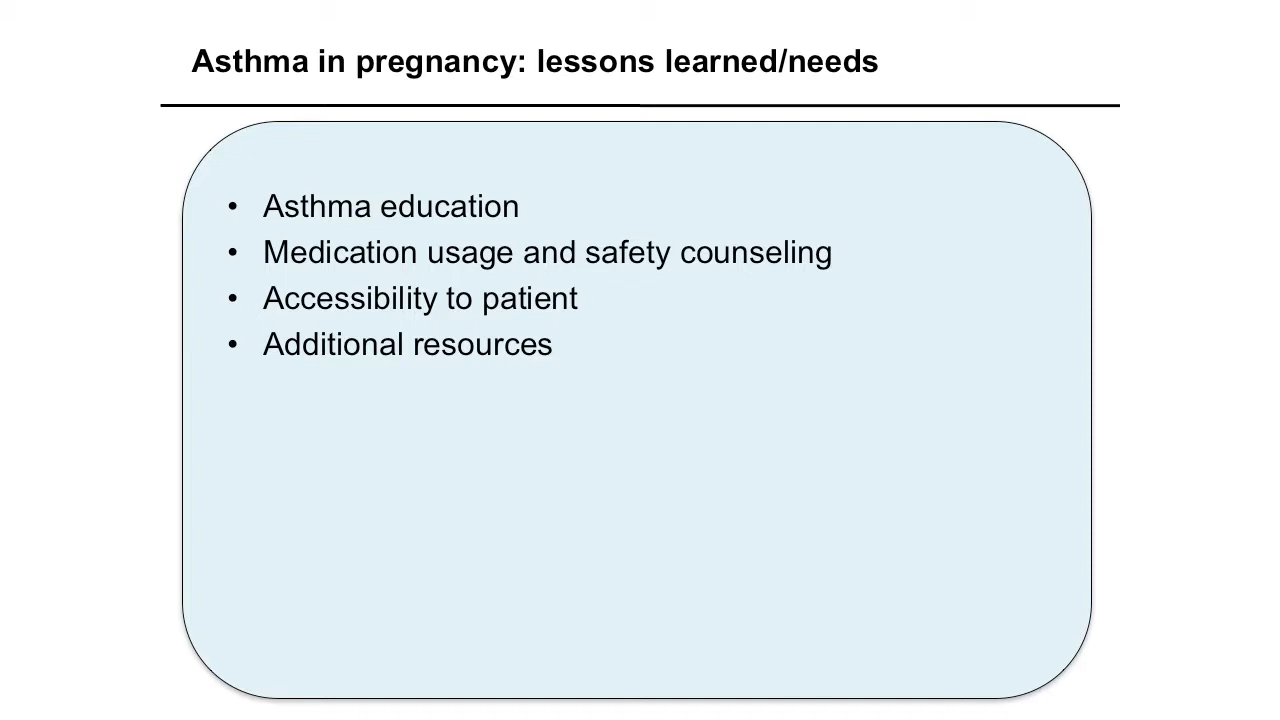 Asthma in pregnancy: lessons learned/needs
• Asthma education
• Medication usage and safety counseling
• Accessibility to patient
• Additional resources